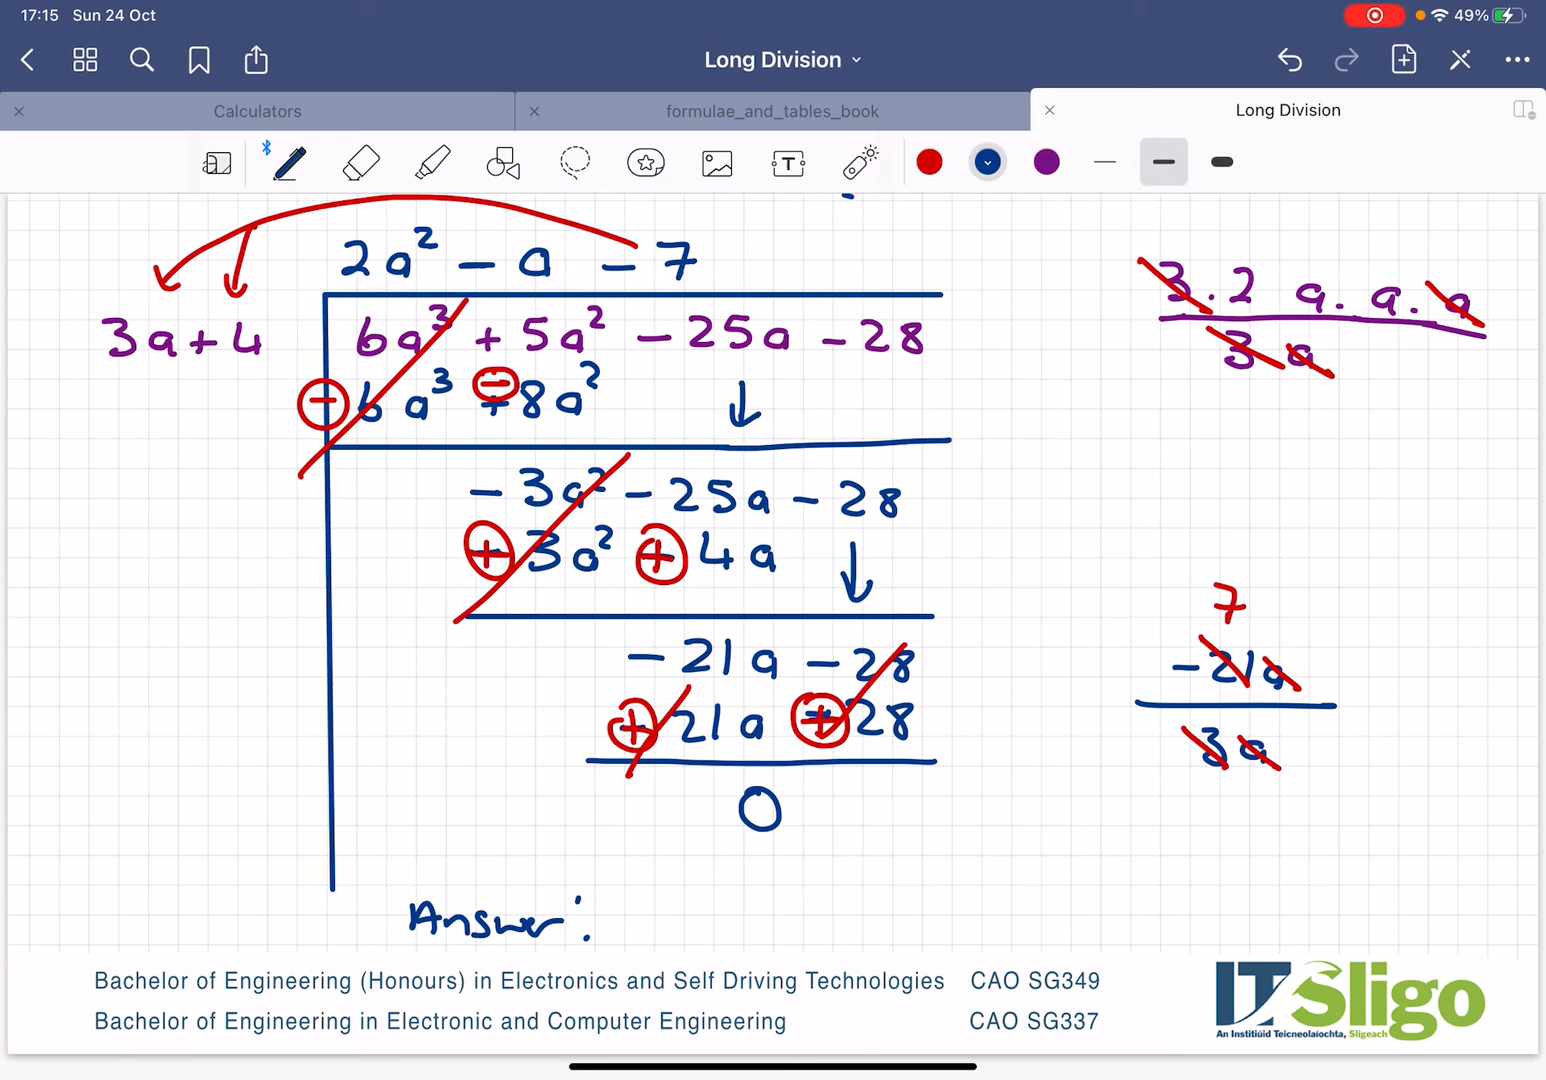 17:15 Sun 24 Oct
49%
Long Division
Calculators
formulae_and_tables_book
Long Division
T
2a² - a - 7
3a + 4
6a³ + 5a² - 25a - 28
- 6a³ - 8a²
- 3a² - 25a - 28
+ 3a² + 4a
- 21a - 28
+ 21a + 28
0
Answer:
3 . 2 a . a . a
3 a
7
- 21a
3a
Bachelor of Engineering (Honours) in Electronics and Self Driving Technologies CAO SG349
Bachelor of Engineering in Electronic and Computer Engineering CAO SG337
IT Sligo
An Institiúid Teicneolaíochta, Sligeach